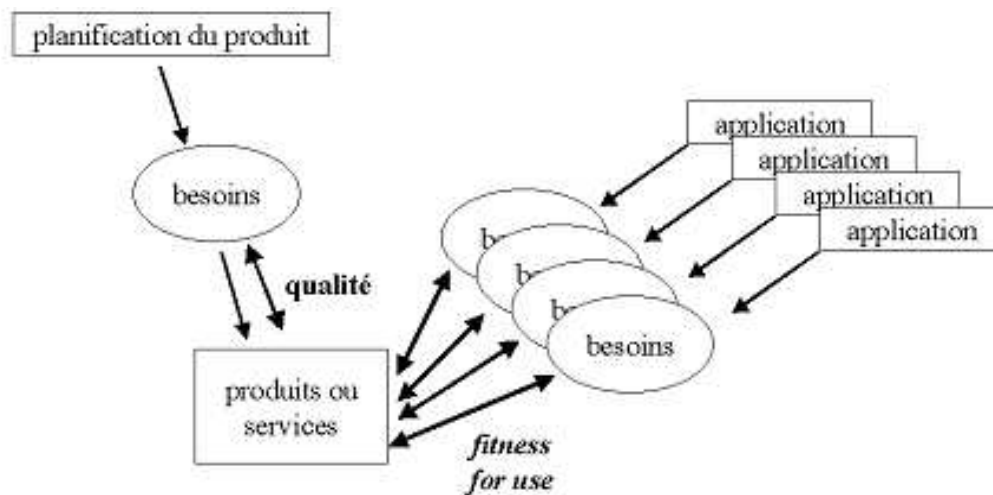 planification du produit
application
application
application
application
besoins
qualité
besoins
produits ou
services
fitness
for use